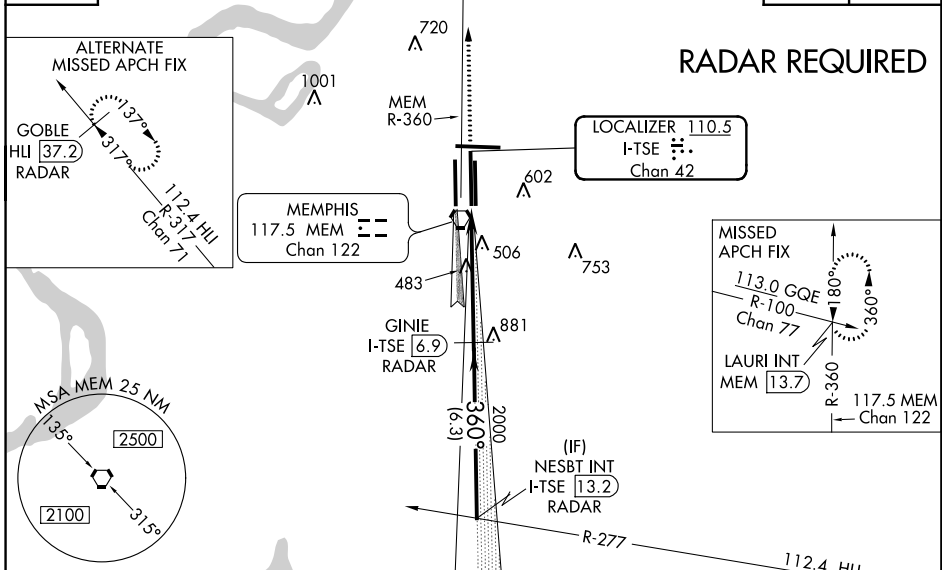 RADAR REQUIRED
ALTERNATE
MISSED APCH FIX
GOBLE
HLI 37.2
RADAR
137°
317°
112.4 HLI
R-317
Chan 71
720
1001
MEM
R-360
LOCALIZER 110.5
I-TSE
Chan 42
602
MEMPHIS
117.5 MEM
Chan 122
506
753
483
GINIE
I-TSE 6.9
RADAR
881
MISSED
APCH FIX
113.0 GQE
R-100
Chan 77
180°
360°
LAURI INT
MEM 13.7
R-360
117.5 MEM
Chan 122
MSA MEM 25 NM
135°
2500
2100
315°
360°
(6.3)
2000
(IF)
NESBT INT
I-TSE 13.2
RADAR
R-277